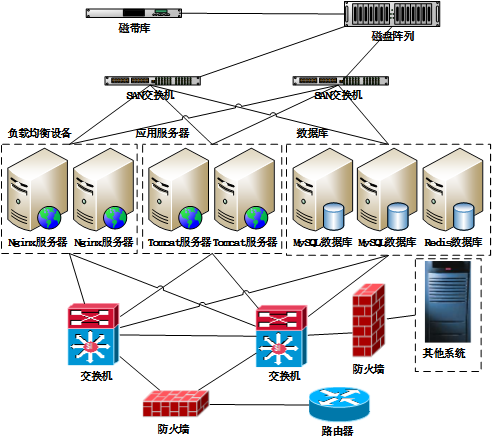 磁带库
磁盘阵列
SAN交换机
SAN交换机
负载均衡设备
应用服务器
数据库
Nginx服务器
Nginx服务器
Tomcat服务器
Tomcat服务器
MySQL数据库
MySQL数据库
Redis数据库
交换机
交换机
防火墙
其他系统
防火墙
路由器